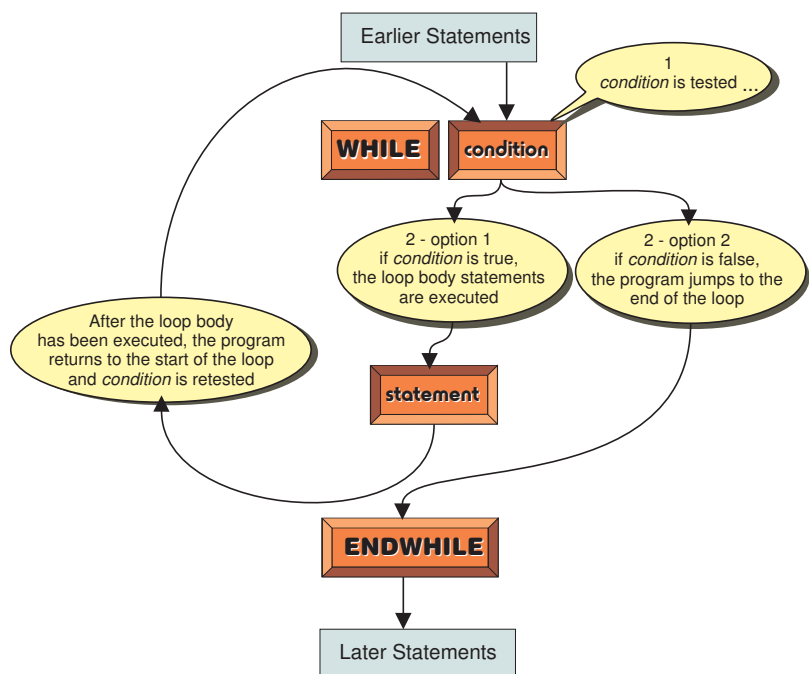 Earlier Statements
1
condition is tested ...
WHILE
condition
2 - option 1
if condition is true,
the loop body statements
are executed
2 - option 2
if condition is false,
the program jumps to the
end of the loop
After the loop body
has been executed, the program
returns to the start of the loop
and condition is retested
statement
ENDWHILE
Later Statements